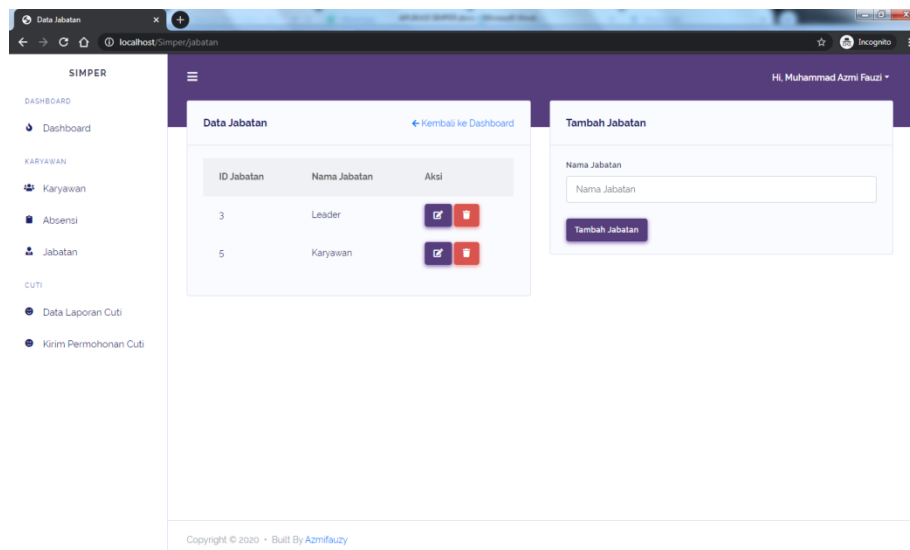 Data Jabatan
localhost/Simper/jabatan
Incognito
SIMPER
Hi, Muhammad Azmi Fauzi
DASHBOARD
Dashboard
KARYAWAN
Karyawan
Absensi
Jabatan
CUTI
Data Laporan Cuti
Kirim Permohonan Cuti
Data Jabatan
Kembali ke Dashboard
ID Jabatan Nama Jabatan Aksi
3 Leader
5 Karyawan
Tambah Jabatan
Nama Jabatan
Nama Jabatan
Tambah Jabatan
Copyright © 2020 • Built By Azmifauzy